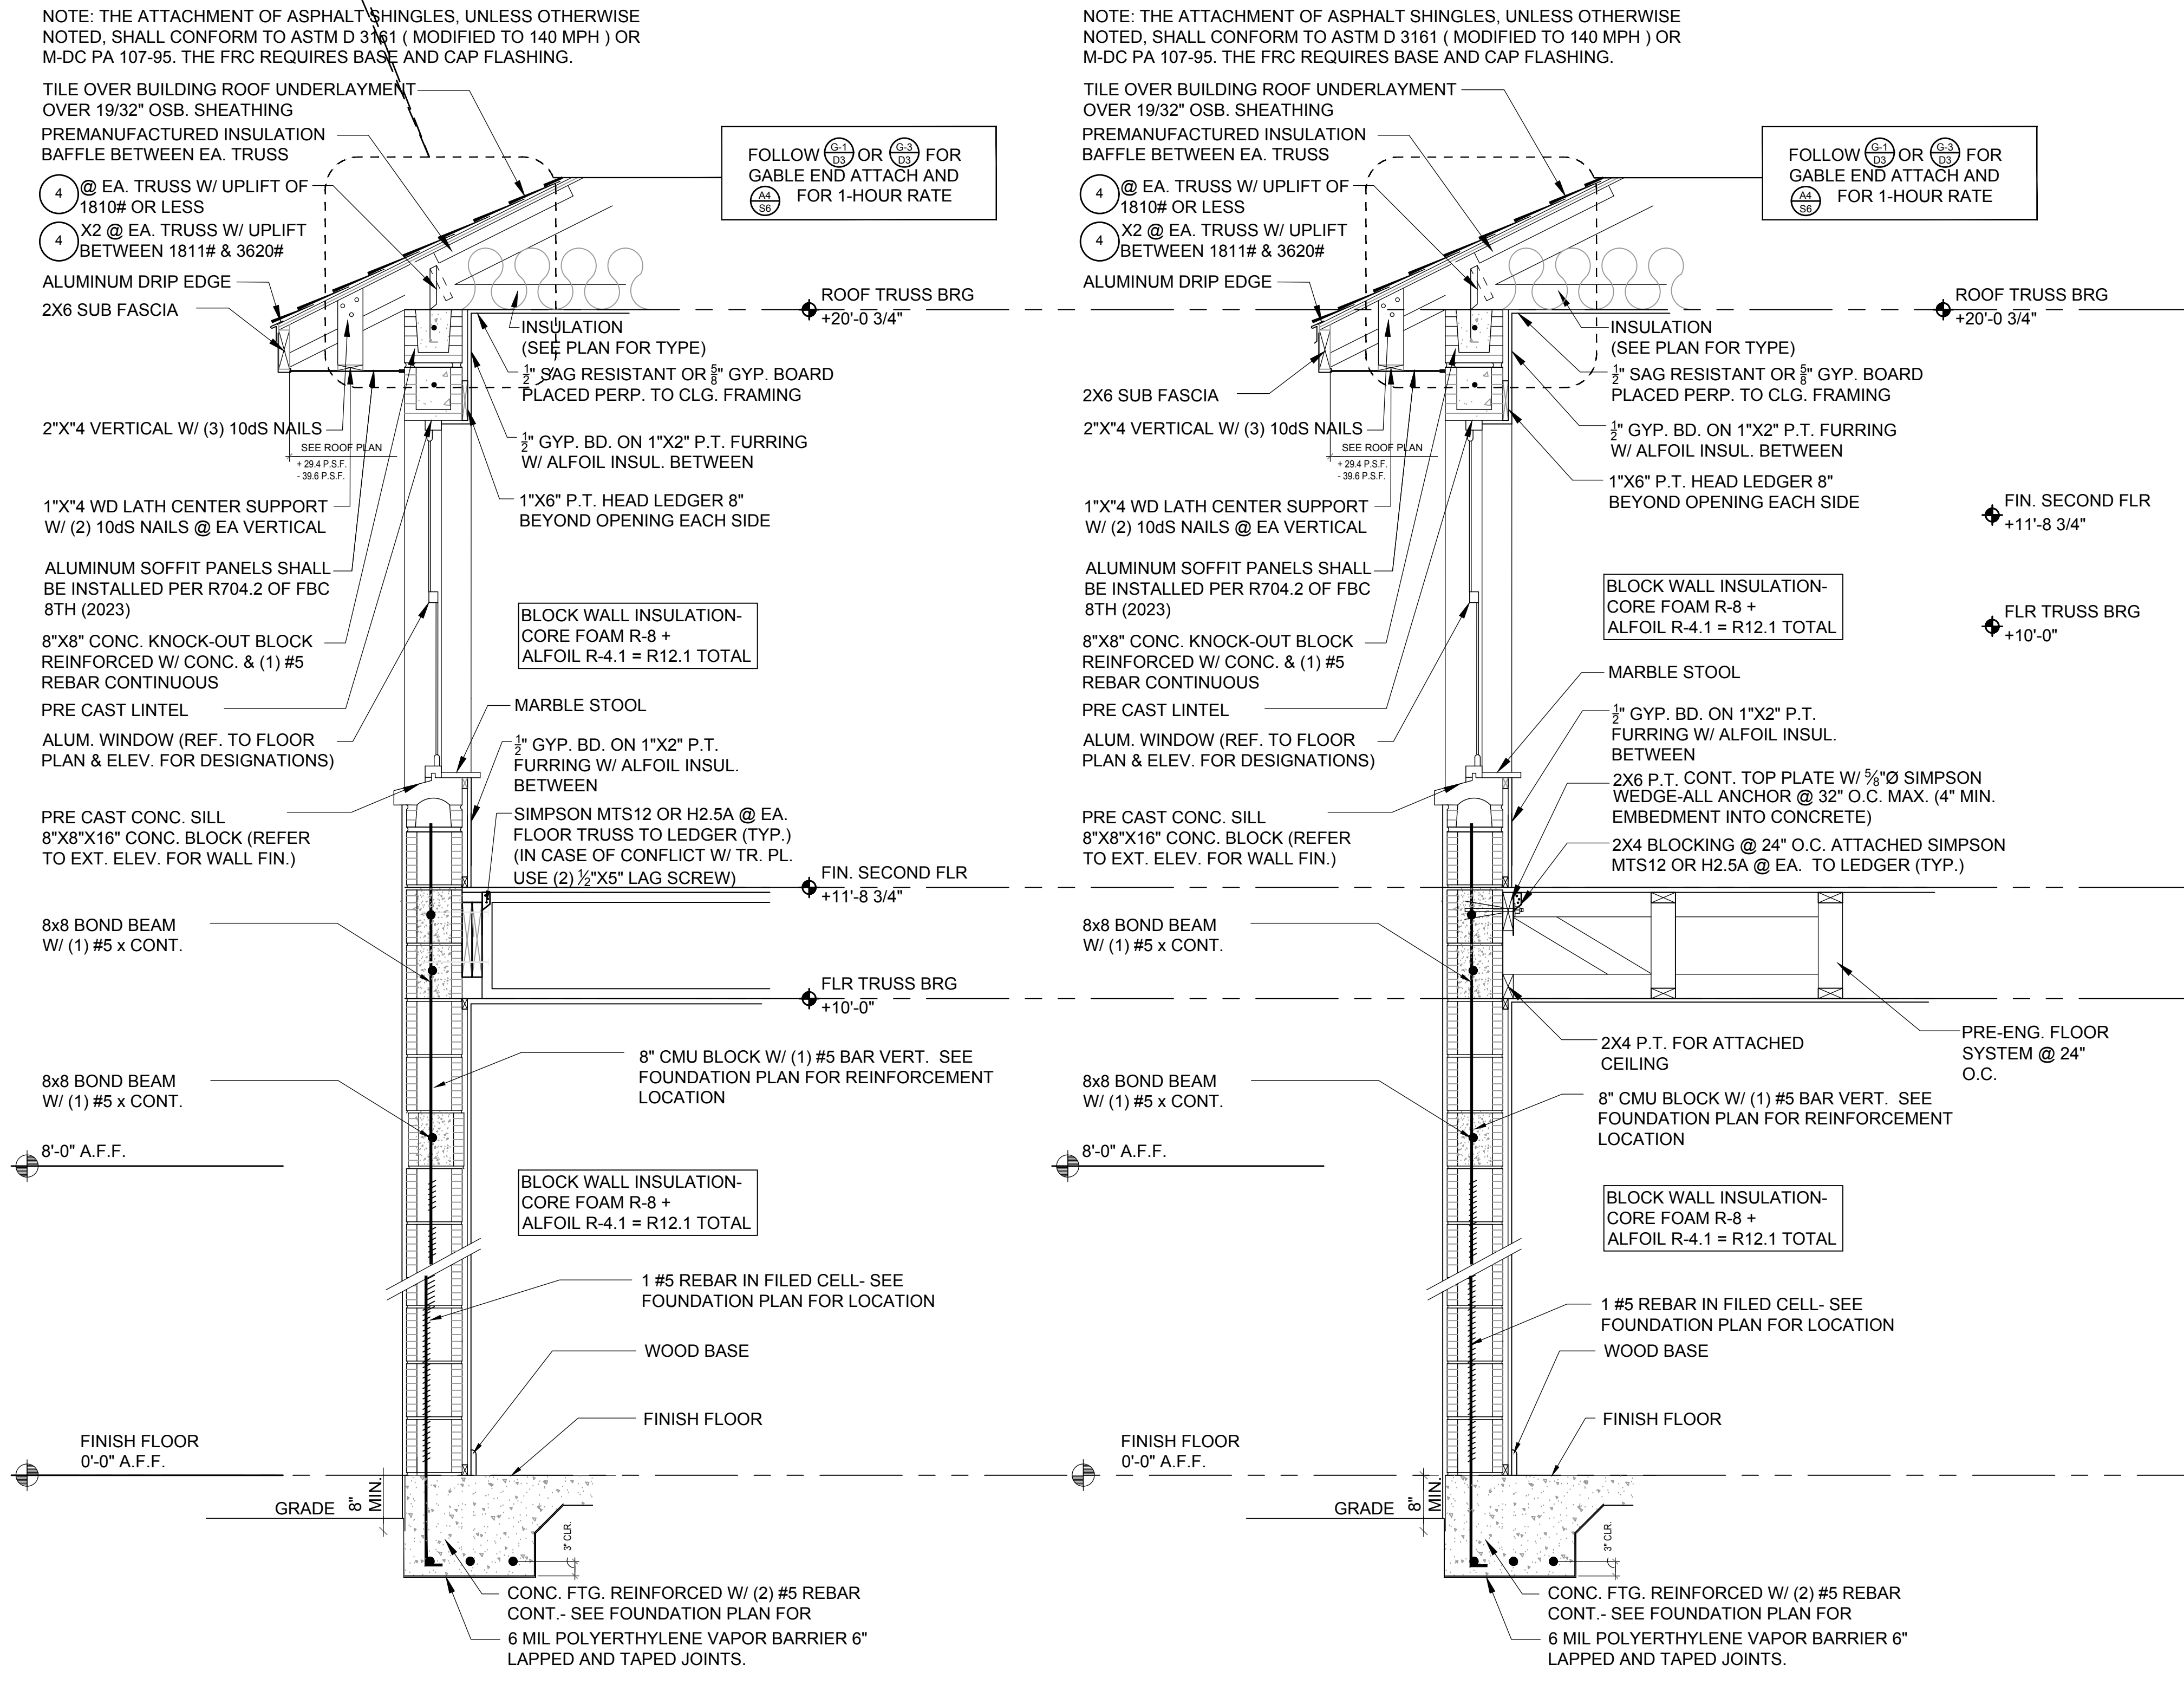 NOTE: THE ATTACHMENT OF ASPHALT SHINGLES, UNLESS OTHERWISE
NOTED, SHALL CONFORM TO ASTM D 3161 ( MODIFIED TO 140 MPH ) OR
M-DC PA 107-95. THE FRC REQUIRES BASE AND CAP FLASHING.
TILE OVER BUILDING ROOF UNDERLAYMENT
OVER 19/32" OSB. SHEATHING
PREMANUFACTURED INSULATION
BAFFLE BETWEEN EA. TRUSS
4 @ EA. TRUSS W/ UPLIFT OF
1810# OR LESS
4 X2 @ EA. TRUSS W/ UPLIFT
BETWEEN 1811# & 3620#
ALUMINUM DRIP EDGE
2X6 SUB FASCIA
2"X"4 VERTICAL W/ (3) 10dS NAILS
SEE ROOF PLAN
+ 29.4 P.S.F.
- 39.6 P.S.F.
1"X"4 WD LATH CENTER SUPPORT
W/ (2) 10dS NAILS @ EA VERTICAL
ALUMINUM SOFFIT PANELS SHALL
BE INSTALLED PER R704.2 OF FBC
8TH (2023)
8"X8" CONC. KNOCK-OUT BLOCK
REINFORCED W/ CONC. & (1) #5
REBAR CONTINUOUS
PRE CAST LINTEL
ALUM. WINDOW (REF. TO FLOOR
PLAN & ELEV. FOR DESIGNATIONS)
PRE CAST CONC. SILL
8"X8"X16" CONC. BLOCK (REFER
TO EXT. ELEV. FOR WALL FIN.)
8x8 BOND BEAM
W/ (1) #5 x CONT.
8x8 BOND BEAM
W/ (1) #5 x CONT.
8'-0" A.F.F.
FINISH FLOOR
0'-0" A.F.F.
GRADE
8"
MIN.
FOLLOW G-1/D3 OR G-3/D3 FOR
GABLE END ATTACH AND
A4/S6 FOR 1-HOUR RATE
ROOF TRUSS BRG
+20'-0 3/4"
INSULATION
(SEE PLAN FOR TYPE)
1/2" SAG RESISTANT OR 5/8" GYP. BOARD
PLACED PERP. TO CLG. FRAMING
1/2" GYP. BD. ON 1"X2" P.T. FURRING
W/ ALFOIL INSUL. BETWEEN
1"X6" P.T. HEAD LEDGER 8"
BEYOND OPENING EACH SIDE
BLOCK WALL INSULATION-
CORE FOAM R-8 +
ALFOIL R-4.1 = R12.1 TOTAL
MARBLE STOOL
1/2" GYP. BD. ON 1"X2" P.T.
FURRING W/ ALFOIL INSUL.
BETWEEN
SIMPSON MTS12 OR H2.5A @ EA.
FLOOR TRUSS TO LEDGER (TYP.)
(IN CASE OF CONFLICT W/ TR. PL.
USE (2) ½"X5" LAG SCREW)
FIN. SECOND FLR
+11'-8 3/4"
FLR TRUSS BRG
+10'-0"
8" CMU BLOCK W/ (1) #5 BAR VERT. SEE
FOUNDATION PLAN FOR REINFORCEMENT
LOCATION
BLOCK WALL INSULATION-
CORE FOAM R-8 +
ALFOIL R-4.1 = R12.1 TOTAL
1 #5 REBAR IN FILED CELL- SEE
FOUNDATION PLAN FOR LOCATION
WOOD BASE
FINISH FLOOR
3" CLR.
CONC. FTG. REINFORCED W/ (2) #5 REBAR
CONT.- SEE FOUNDATION PLAN FOR
6 MIL POLYERTHYLENE VAPOR BARRIER 6"
LAPPED AND TAPED JOINTS.
NOTE: THE ATTACHMENT OF ASPHALT SHINGLES, UNLESS OTHERWISE
NOTED, SHALL CONFORM TO ASTM D 3161 ( MODIFIED TO 140 MPH ) OR
M-DC PA 107-95. THE FRC REQUIRES BASE AND CAP FLASHING.
TILE OVER BUILDING ROOF UNDERLAYMENT
OVER 19/32" OSB. SHEATHING
PREMANUFACTURED INSULATION
BAFFLE BETWEEN EA. TRUSS
4 @ EA. TRUSS W/ UPLIFT OF
1810# OR LESS
4 X2 @ EA. TRUSS W/ UPLIFT
BETWEEN 1811# & 3620#
ALUMINUM DRIP EDGE
2X6 SUB FASCIA
2"X"4 VERTICAL W/ (3) 10dS NAILS
SEE ROOF PLAN
+ 29.4 P.S.F.
- 39.6 P.S.F.
1"X"4 WD LATH CENTER SUPPORT
W/ (2) 10dS NAILS @ EA VERTICAL
ALUMINUM SOFFIT PANELS SHALL
BE INSTALLED PER R704.2 OF FBC
8TH (2023)
8"X8" CONC. KNOCK-OUT BLOCK
REINFORCED W/ CONC. & (1) #5
REBAR CONTINUOUS
PRE CAST LINTEL
ALUM. WINDOW (REF. TO FLOOR
PLAN & ELEV. FOR DESIGNATIONS)
PRE CAST CONC. SILL
8"X8"X16" CONC. BLOCK (REFER
TO EXT. ELEV. FOR WALL FIN.)
8x8 BOND BEAM
W/ (1) #5 x CONT.
8x8 BOND BEAM
W/ (1) #5 x CONT.
8'-0" A.F.F.
FINISH FLOOR
0'-0" A.F.F.
GRADE
8"
MIN.
FOLLOW G-1/D3 OR G-3/D3 FOR
GABLE END ATTACH AND
A4/S6 FOR 1-HOUR RATE
ROOF TRUSS BRG
+20'-0 3/4"
INSULATION
(SEE PLAN FOR TYPE)
1/2" SAG RESISTANT OR 5/8" GYP. BOARD
PLACED PERP. TO CLG. FRAMING
1/2" GYP. BD. ON 1"X2" P.T. FURRING
W/ ALFOIL INSUL. BETWEEN
1"X6" P.T. HEAD LEDGER 8"
BEYOND OPENING EACH SIDE
FIN. SECOND FLR
+11'-8 3/4"
BLOCK WALL INSULATION-
CORE FOAM R-8 +
ALFOIL R-4.1 = R12.1 TOTAL
FLR TRUSS BRG
+10'-0"
MARBLE STOOL
1/2" GYP. BD. ON 1"X2" P.T.
FURRING W/ ALFOIL INSUL.
BETWEEN
2X6 P.T. CONT. TOP PLATE W/ ⅝"Ø SIMPSON
WEDGE-ALL ANCHOR @ 32" O.C. MAX. (4" MIN.
EMBEDMENT INTO CONCRETE)
2X4 BLOCKING @ 24" O.C. ATTACHED SIMPSON
MTS12 OR H2.5A @ EA. TO LEDGER (TYP.)
PRE-ENG. FLOOR
SYSTEM @ 24"
O.C.
2X4 P.T. FOR ATTACHED
CEILING
8" CMU BLOCK W/ (1) #5 BAR VERT. SEE
FOUNDATION PLAN FOR REINFORCEMENT
LOCATION
BLOCK WALL INSULATION-
CORE FOAM R-8 +
ALFOIL R-4.1 = R12.1 TOTAL
1 #5 REBAR IN FILED CELL- SEE
FOUNDATION PLAN FOR LOCATION
WOOD BASE
FINISH FLOOR
3" CLR.
CONC. FTG. REINFORCED W/ (2) #5 REBAR
CONT.- SEE FOUNDATION PLAN FOR
6 MIL POLYERTHYLENE VAPOR BARRIER 6"
LAPPED AND TAPED JOINTS.